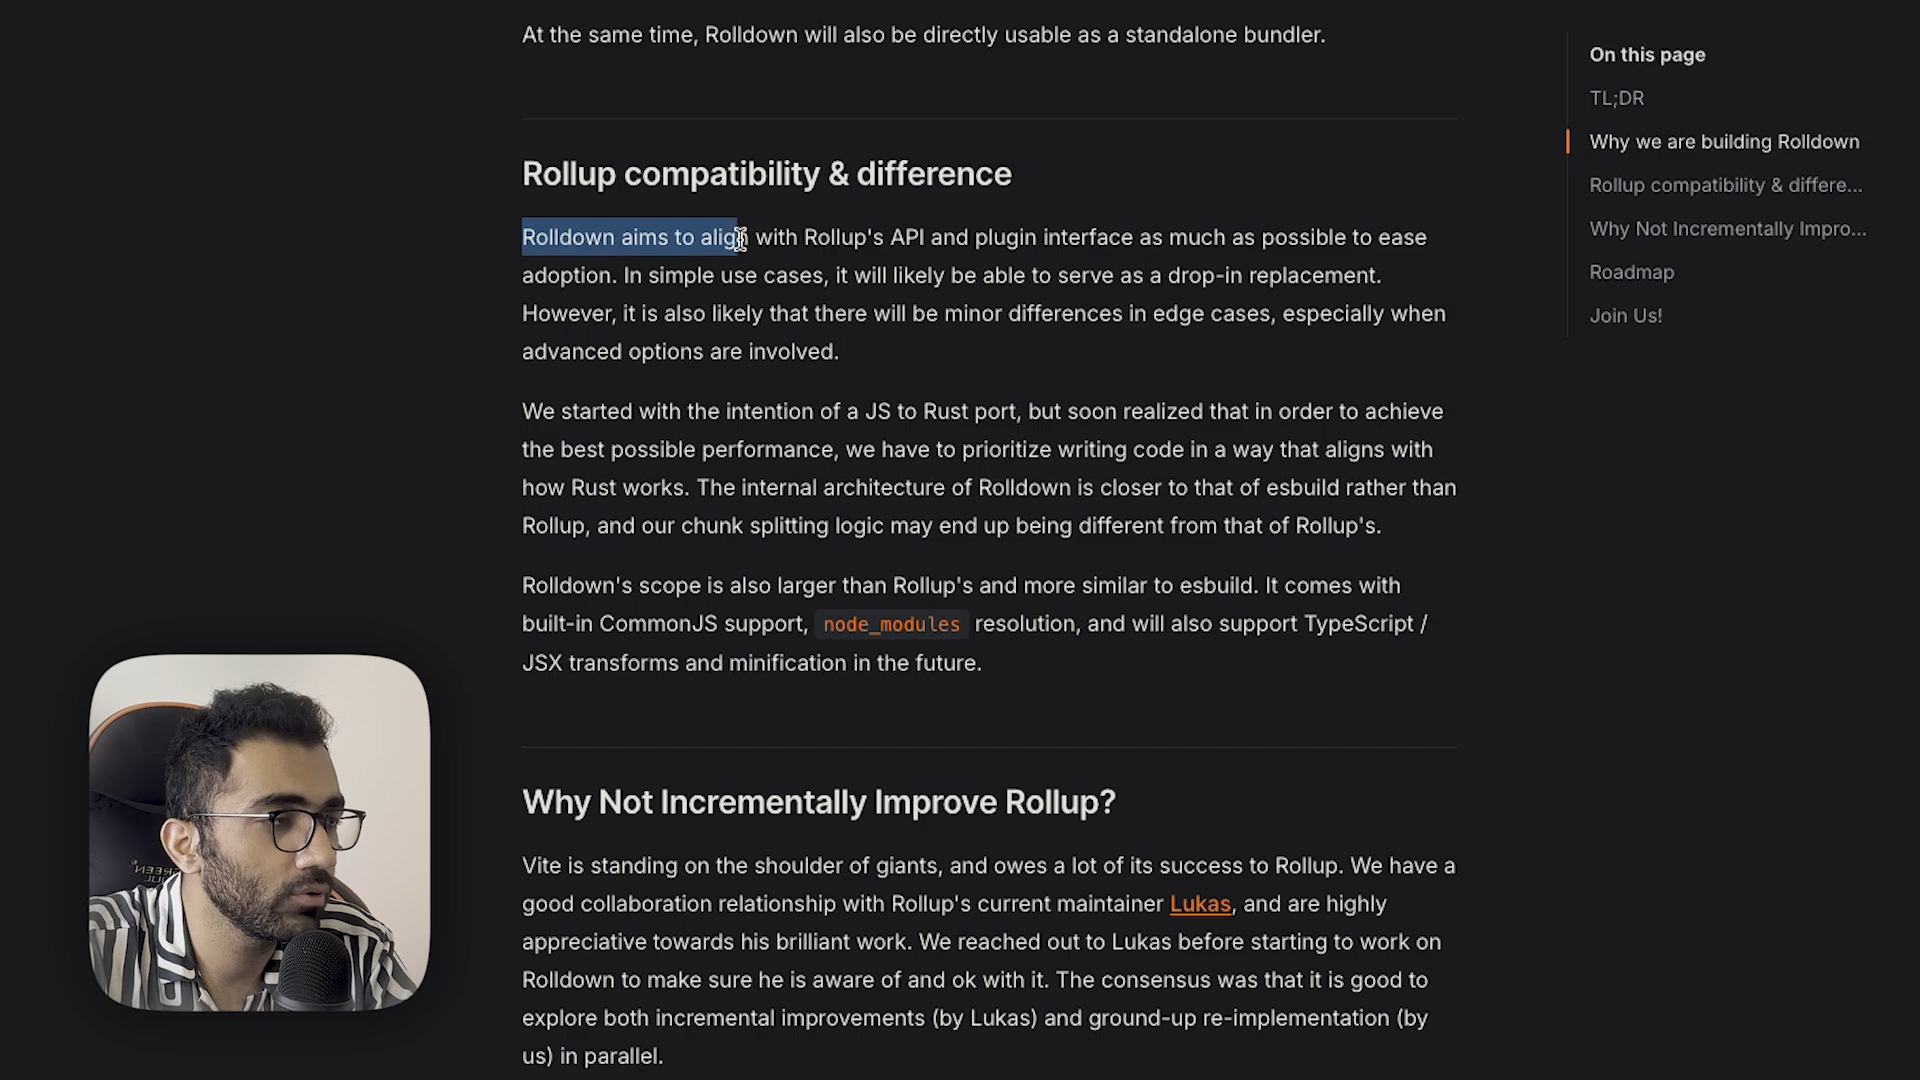 At the same time, Rolldown will also be directly usable as a standalone bundler.
Rollup compatibility & difference
Rolldown aims to align with Rollup's API and plugin interface as much as possible to ease
adoption. In simple use cases, it will likely be able to serve as a drop-in replacement.
However, it is also likely that there will be minor differences in edge cases, especially when
advanced options are involved.
We started with the intention of a JS to Rust port, but soon realized that in order to achieve
the best possible performance, we have to prioritize writing code in a way that aligns with
how Rust works. The internal architecture of Rolldown is closer to that of esbuild rather than
Rollup, and our chunk splitting logic may end up being different from that of Rollup's.
Rolldown's scope is also larger than Rollup's and more similar to esbuild. It comes with
built-in CommonJS support, node_modules resolution, and will also support TypeScript /
JSX transforms and minification in the future.
Why Not Incrementally Improve Rollup?
Vite is standing on the shoulder of giants, and owes a lot of its success to Rollup. We have a
good collaboration relationship with Rollup's current maintainer Lukas, and are highly
appreciative towards his brilliant work. We reached out to Lukas before starting to work on
Rolldown to make sure he is aware of and ok with it. The consensus was that it is good to
explore both incremental improvements (by Lukas) and ground-up re-implementation (by
us) in parallel.
On this page
TL;DR
Why we are building Rolldown
Rollup compatibility & differe...
Why Not Incrementally Impro...
Roadmap
Join Us!